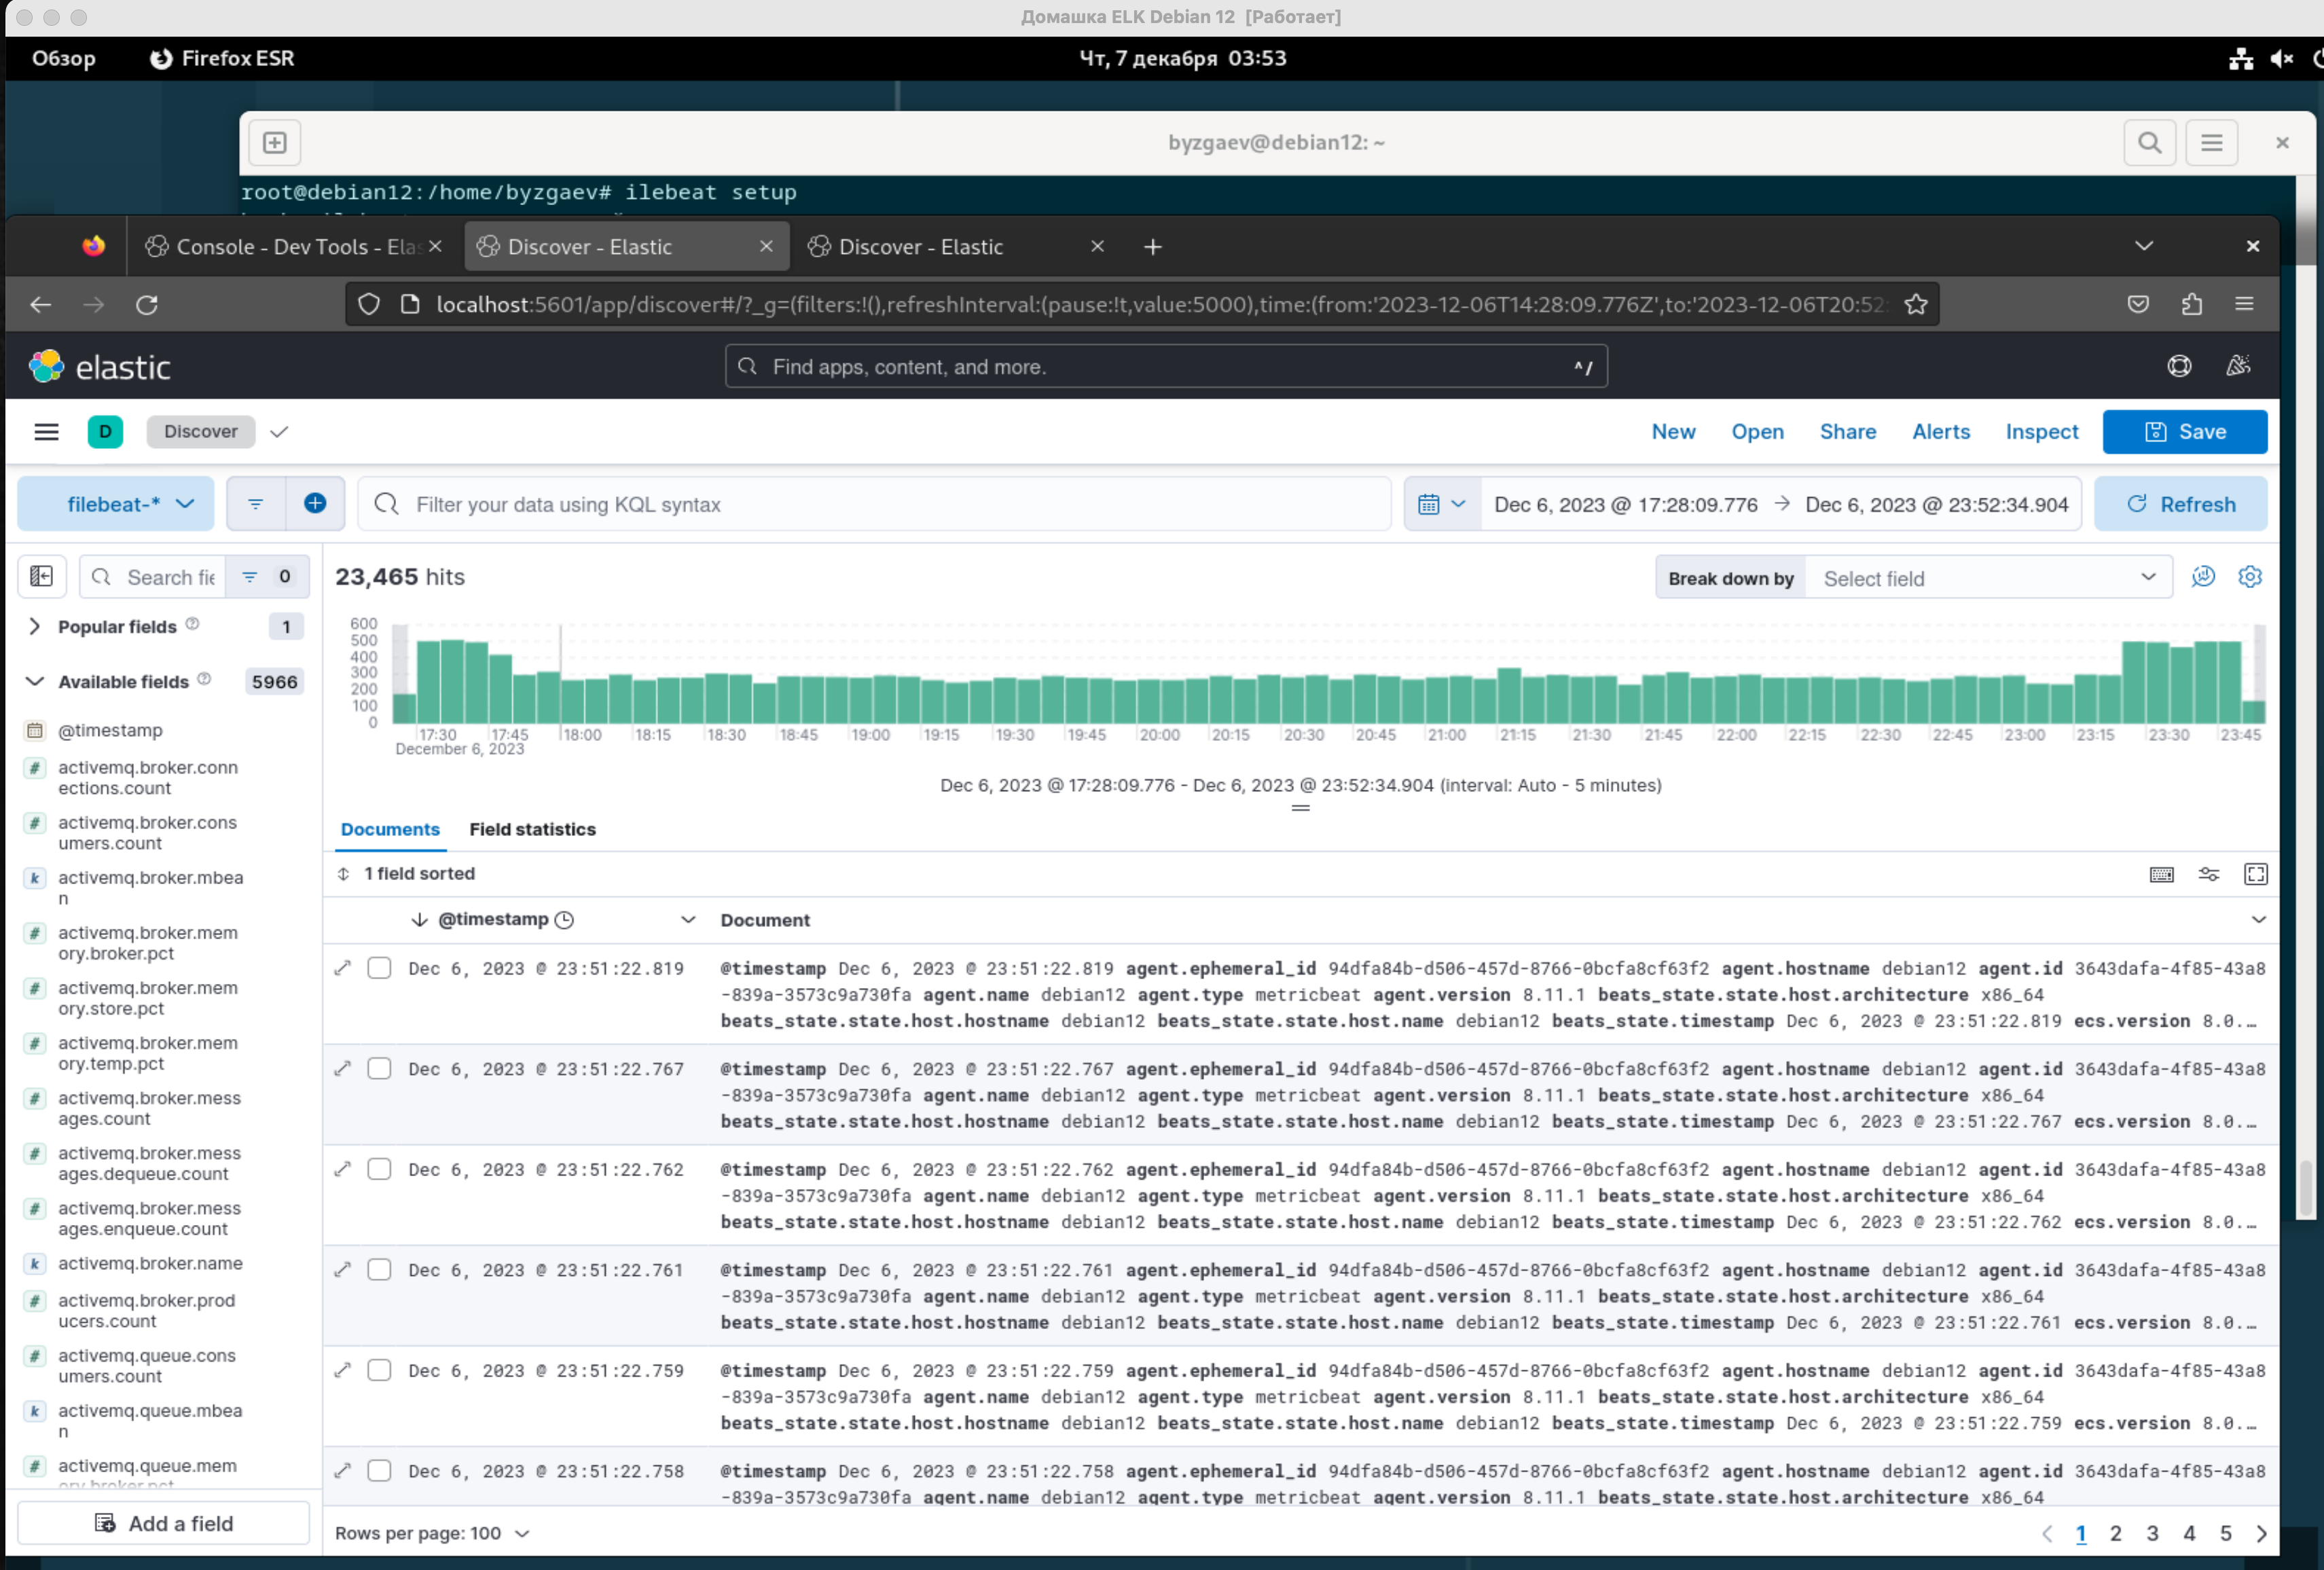 Домашка ELK Debian 12 [Работает]
Обзор Firefox ESR Чт, 7 декабря 03:53
byzgaev@debian12: ~
root@debian12:/home/byzgaev# ilebeat setup
Console - Dev Tools - Elas Discover - Elastic Discover - Elastic
localhost:5601/app/discover#/?_g=(filters:!(),refreshInterval:(pause:!t,value:5000),time:(from:'2023-12-06T14:28:09.776Z',to:'2023-12-06T20:52:
elastic Find apps, content, and more. ^/
D Discover New Open Share Alerts Inspect Save
filebeat-* Filter your data using KQL syntax Dec 6, 2023 @ 17:28:09.776 → Dec 6, 2023 @ 23:52:34.904 Refresh
Search fie 0
Popular fields 1
Available fields 5966
@timestamp
activemq.broker.conn
ections.count
activemq.broker.cons
umers.count
activemq.broker.mbea
n
activemq.broker.mem
ory.broker.pct
activemq.broker.mem
ory.store.pct
activemq.broker.mem
ory.temp.pct
activemq.broker.mess
ages.count
activemq.broker.mess
ages.dequeue.count
activemq.broker.mess
ages.enqueue.count
activemq.broker.name
activemq.broker.prod
ucers.count
activemq.queue.cons
umers.count
activemq.queue.mbea
n
activemq.queue.mem
ory.broker.pct
Add a field
23,465 hits Break down by Select field
600
500
400
300
200
100
0
17:30 17:45 18:00 18:15 18:30 18:45 19:00 19:15 19:30 19:45 20:00 20:15 20:30 20:45 21:00 21:15 21:30 21:45 22:00 22:15 22:30 22:45 23:00 23:15 23:30 23:45
December 6, 2023
Dec 6, 2023 @ 17:28:09.776 - Dec 6, 2023 @ 23:52:34.904 (interval: Auto - 5 minutes)
Documents Field statistics
1 field sorted
@timestamp Document
Dec 6, 2023 @ 23:51:22.819 @timestamp Dec 6, 2023 @ 23:51:22.819 agent.ephemeral_id 94dfa84b-d506-457d-8766-0bcfa8cf63f2 agent.hostname debian12 agent.id 3643dafa-4f85-43a8
-839a-3573c9a730fa agent.name debian12 agent.type metricbeat agent.version 8.11.1 beats_state.state.host.architecture x86_64
beats_state.state.host.hostname debian12 beats_state.state.host.name debian12 beats_state.timestamp Dec 6, 2023 @ 23:51:22.819 ecs.version 8.0.…
Dec 6, 2023 @ 23:51:22.767 @timestamp Dec 6, 2023 @ 23:51:22.767 agent.ephemeral_id 94dfa84b-d506-457d-8766-0bcfa8cf63f2 agent.hostname debian12 agent.id 3643dafa-4f85-43a8
-839a-3573c9a730fa agent.name debian12 agent.type metricbeat agent.version 8.11.1 beats_state.state.host.architecture x86_64
beats_state.state.host.hostname debian12 beats_state.state.host.name debian12 beats_state.timestamp Dec 6, 2023 @ 23:51:22.767 ecs.version 8.0.…
Dec 6, 2023 @ 23:51:22.762 @timestamp Dec 6, 2023 @ 23:51:22.762 agent.ephemeral_id 94dfa84b-d506-457d-8766-0bcfa8cf63f2 agent.hostname debian12 agent.id 3643dafa-4f85-43a8
-839a-3573c9a730fa agent.name debian12 agent.type metricbeat agent.version 8.11.1 beats_state.state.host.architecture x86_64
beats_state.state.host.hostname debian12 beats_state.state.host.name debian12 beats_state.timestamp Dec 6, 2023 @ 23:51:22.762 ecs.version 8.0.…
Dec 6, 2023 @ 23:51:22.761 @timestamp Dec 6, 2023 @ 23:51:22.761 agent.ephemeral_id 94dfa84b-d506-457d-8766-0bcfa8cf63f2 agent.hostname debian12 agent.id 3643dafa-4f85-43a8
-839a-3573c9a730fa agent.name debian12 agent.type metricbeat agent.version 8.11.1 beats_state.state.host.architecture x86_64
beats_state.state.host.hostname debian12 beats_state.state.host.name debian12 beats_state.timestamp Dec 6, 2023 @ 23:51:22.761 ecs.version 8.0.…
Dec 6, 2023 @ 23:51:22.759 @timestamp Dec 6, 2023 @ 23:51:22.759 agent.ephemeral_id 94dfa84b-d506-457d-8766-0bcfa8cf63f2 agent.hostname debian12 agent.id 3643dafa-4f85-43a8
-839a-3573c9a730fa agent.name debian12 agent.type metricbeat agent.version 8.11.1 beats_state.state.host.architecture x86_64
beats_state.state.host.hostname debian12 beats_state.state.host.name debian12 beats_state.timestamp Dec 6, 2023 @ 23:51:22.759 ecs.version 8.0.…
Dec 6, 2023 @ 23:51:22.758 @timestamp Dec 6, 2023 @ 23:51:22.758 agent.ephemeral_id 94dfa84b-d506-457d-8766-0bcfa8cf63f2 agent.hostname debian12 agent.id 3643dafa-4f85-43a8
-839a-3573c9a730fa agent.name debian12 agent.type metricbeat agent.version 8.11.1 beats_state.state.host.architecture x86_64
Rows per page: 100 1 2 3 4 5